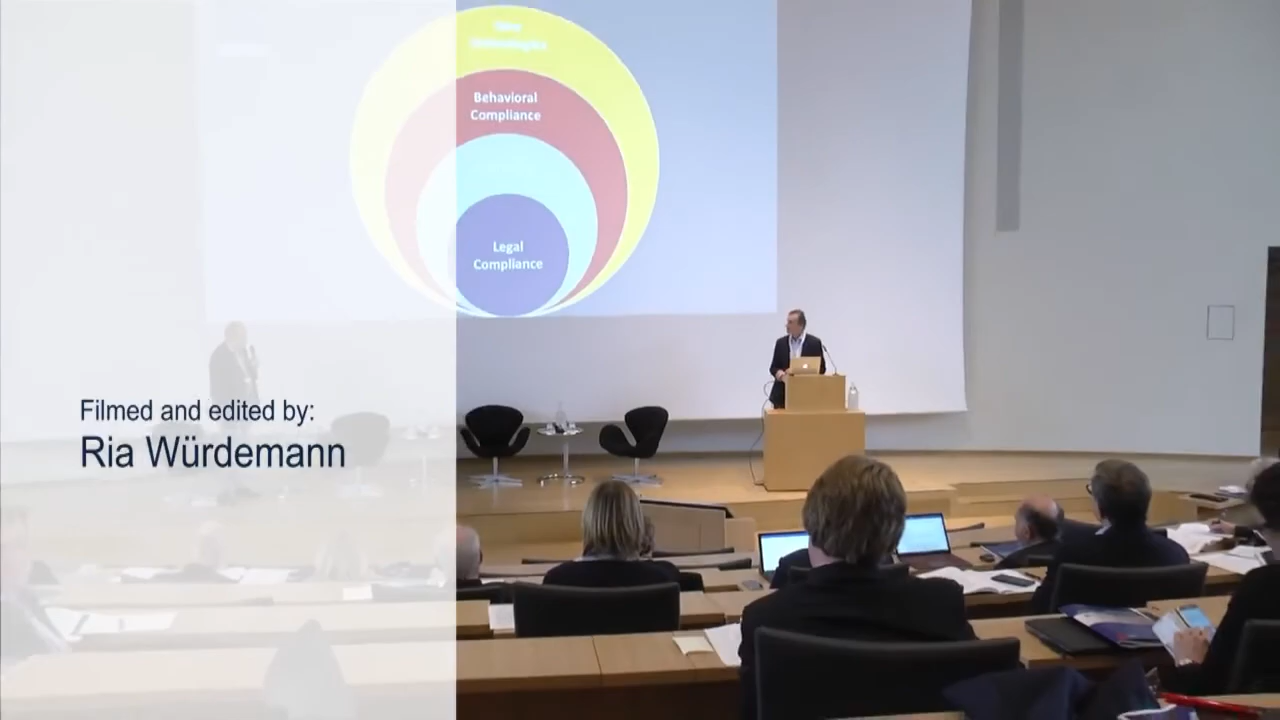 Behavioral
Compliance
Legal
Compliance
Filmed and edited by:
Ria Würdemann